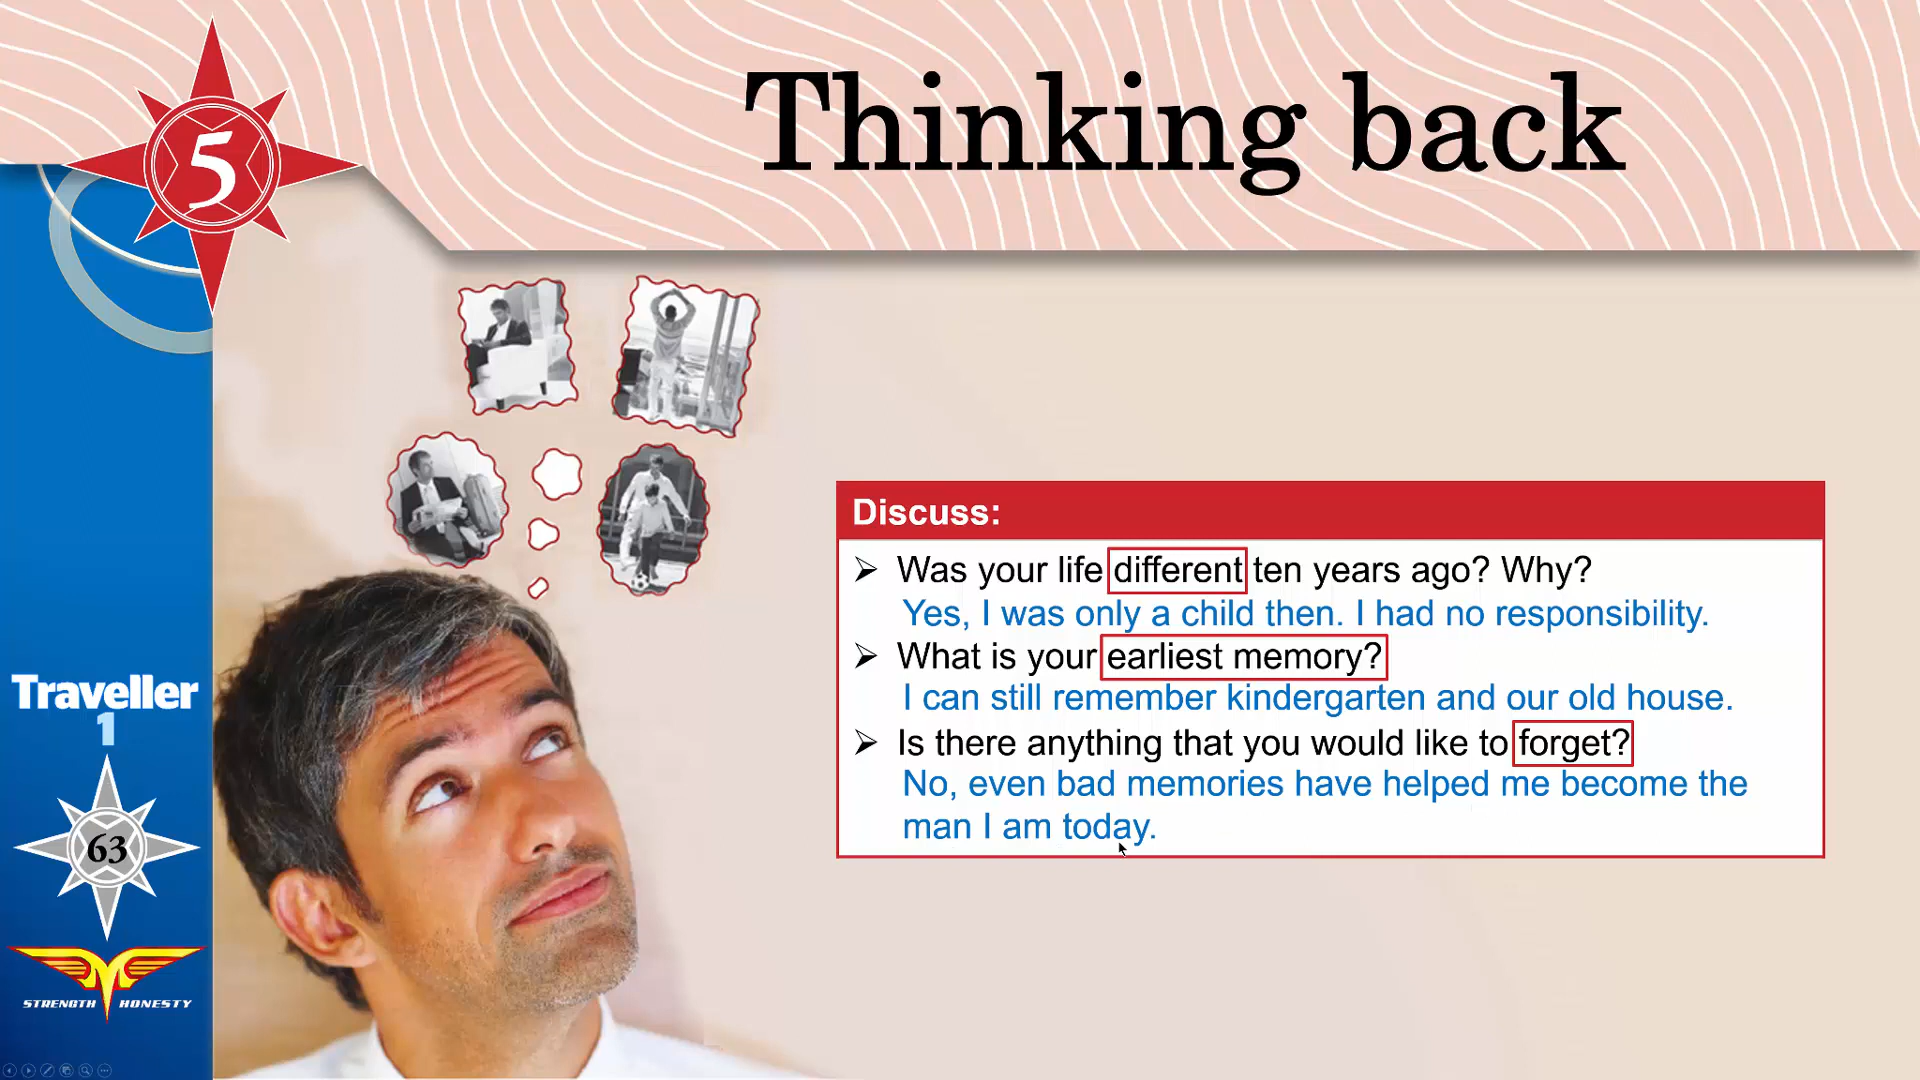 5
Thinking back
Discuss:
➢ Was your life different ten years ago? Why?
Yes, I was only a child then. I had no responsibility.
➢ What is your earliest memory?
I can still remember kindergarten and our old house.
➢ Is there anything that you would like to forget?
No, even bad memories have helped me become the
man I am today.
Traveller
1
63
STRENGTH HONESTY